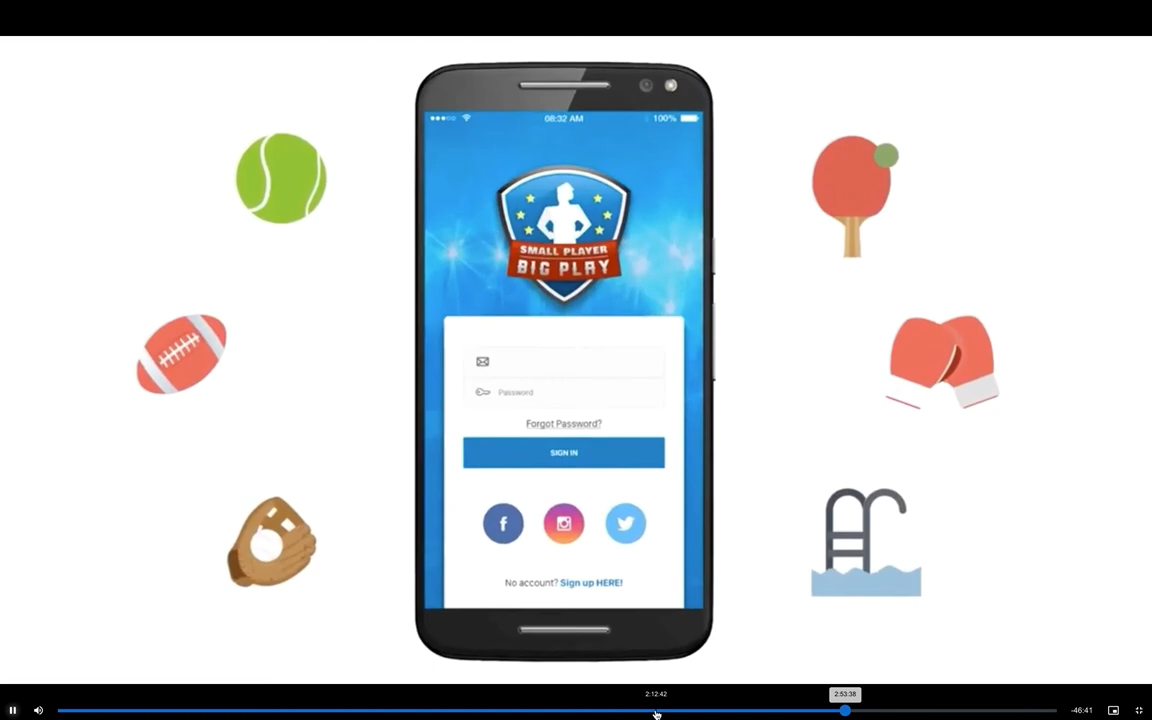 08:32 AM
100%
SMALL PLAYER
BIG PLAY
Password
Forgot Password?
SIGN IN
No account? Sign up HERE!
2:12:42
2:53:38
-46:41